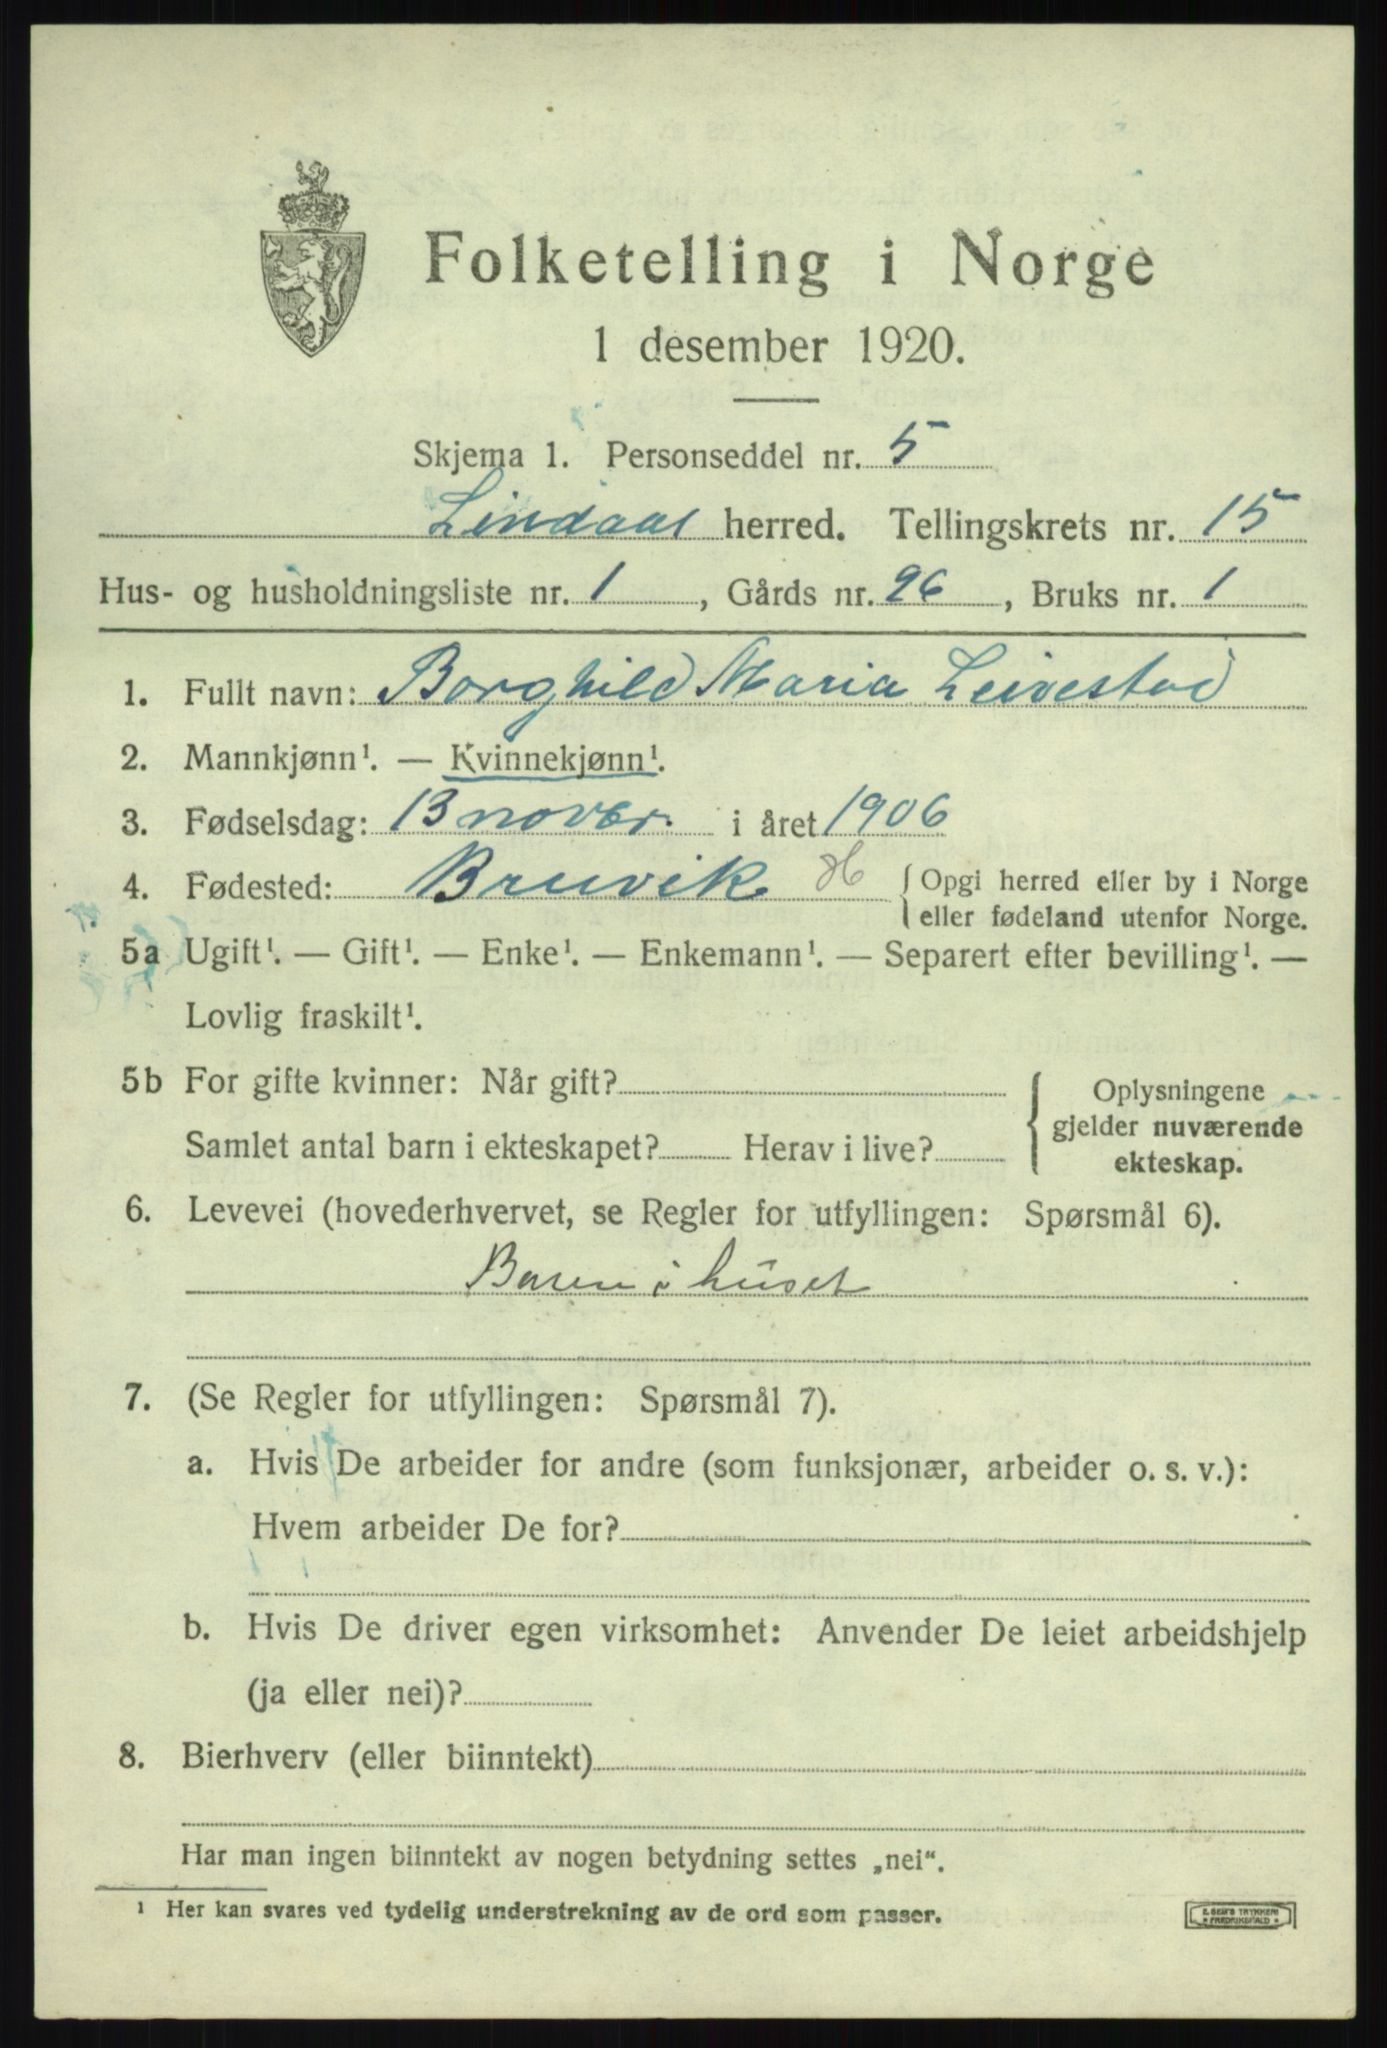 Folketelling i Norge
1 desember 1920.
Skjema 1. Personseddel nr. 5
Lindaas herred. Tellingskrets nr. 15
Hus- og husholdningsliste nr. 1, Gårds nr. 96, Bruks nr. 1
1. Fullt navn: Borghild Maria Leivestad
2. Mannkjønn¹. — Kvinnekjønn¹.
3. Fødselsdag: 13 novbr. i året 1906
4. Fødested: Bruvik H { Opgi herred eller by i Norge
eller fødeland utenfor Norge.
5a Ugift¹. — Gift¹. — Enke¹. — Enkemann¹. — Separert efter bevilling¹. —
Lovlig fraskilt¹.
5b For gifte kvinner: Når gift?
Samlet antal barn i ekteskapet? Herav i live?
Oplysningene
gjelder nuværende
ekteskap.
6. Levevei (hovederhvervet, se Regler for utfyllingen: Spørsmål 6).
Baren i huset
7. (Se Regler for utfyllingen: Spørsmål 7).
a. Hvis De arbeider for andre (som funksjonær, arbeider o. s. v.):
Hvem arbeider De for?
b. Hvis De driver egen virksomhet: Anvender De leiet arbeidshjelp
(ja eller nei)?
8. Bierhverv (eller biinntekt)
Har man ingen biinntekt av nogen betydning settes „nei“.
¹ Her kan svares ved tydelig understrekning av de ord som passer.
E. SEM'S TRYKKERI
FREDRIKSHALD